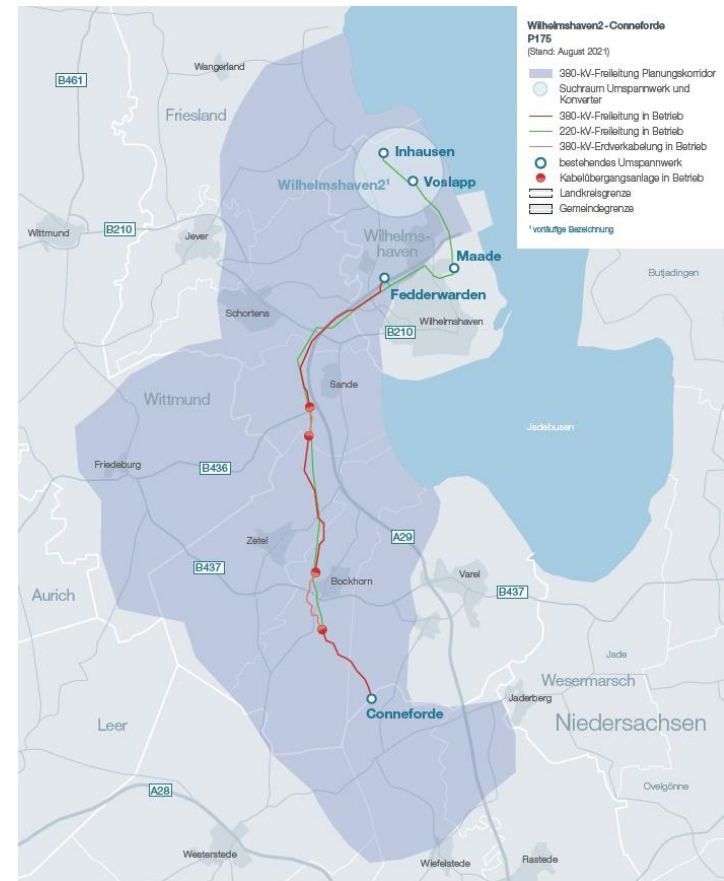 Wilhelmshaven2 - Conneforde
P175
(Stand: August 2021)
380-kV-Freileitung Planungskorridor
Suchraum Umspannwerk und
Konverter
380-kV-Freileitung in Betrieb
220-kV-Freileitung in Betrieb
380-kV-Erdverkabelung in Betrieb
bestehendes Umspannwerk
Kabelübergangsanlage in Betrieb
Landkreisgrenze
Gemeindegrenze
¹ vorläufige Bezeichnung
Wangerland
B461
Friesland
Inhausen
Wilhelmshaven2¹
Voslapp
Wittmund
B210
Jever
Wilhelms-
haven
Maade
Butjadingen
Fedderwarden
Schortens
Wilhelmshaven
B210
Sande
Wittmund
Jadebusen
Friedeburg
B436
Zetel
A29
B437
Bockhorn
Varel
B437
Aurich
Jade
Wesermarsch
Jaderberg
Conneforde
Niedersachsen
Leer
Ovelgönne
A28
Westerstede
Wiefelstede
Rastede